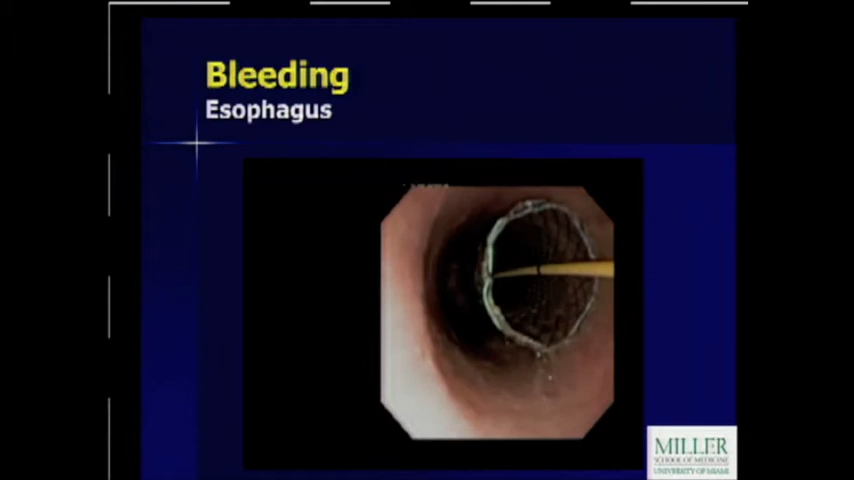 Bleeding
Esophagus
MILLER
SCHOOL OF MEDICINE
UNIVERSITY OF MIAMI